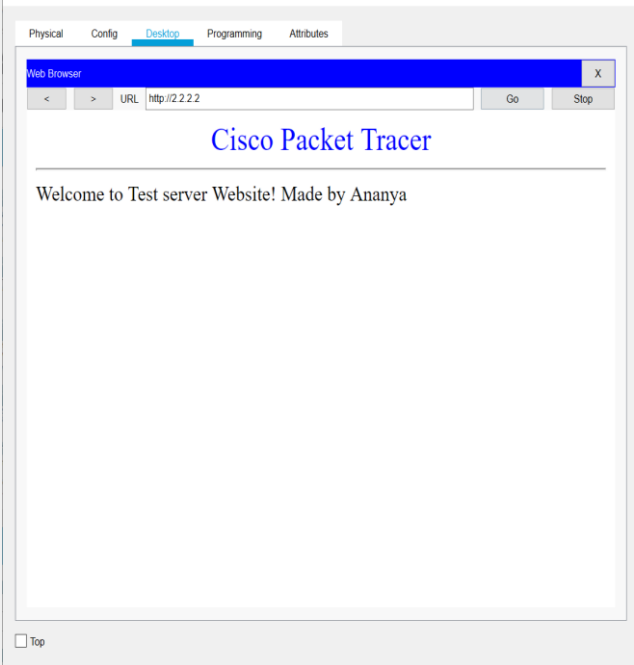 Physical Config Desktop Programming Attributes
Web Browser X
< > URL http://2.2.2.2 Go Stop
Cisco Packet Tracer
Welcome to Test server Website! Made by Ananya
Top